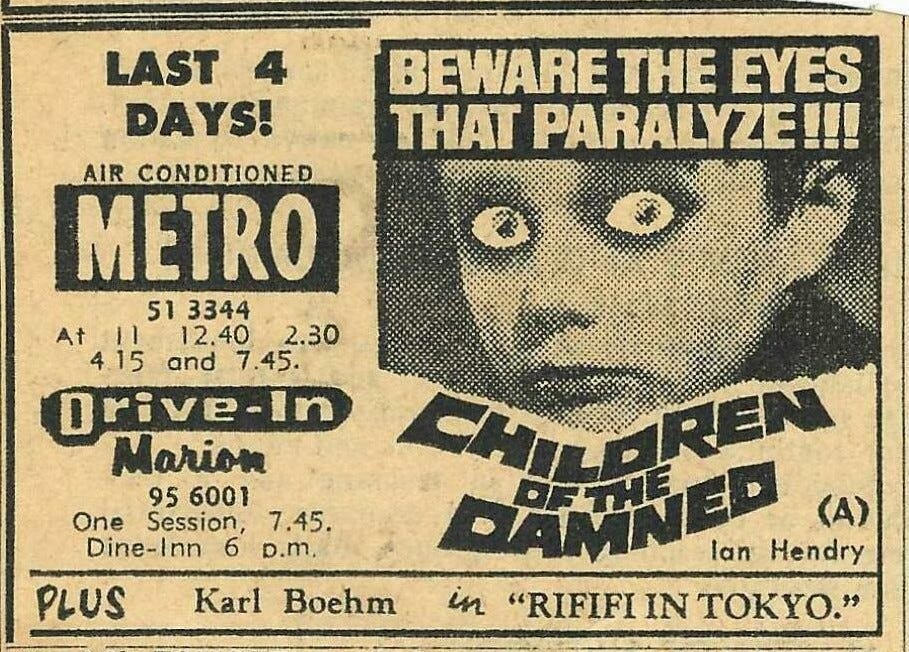 LAST 4
DAYS!
AIR CONDITIONED
METRO
51 3344
At 11 12.40 2.30
4 15 and 7.45.
Drive-In
Marion
95 6001
One Session, 7.45.
Dine-Inn 6 p.m.
BEWARE THE EYES
THAT PARALYZE!!!
CHILDREN
OF THE
DAMNED
(A)
Ian Hendry
PLUS Karl Boehm in “RIFIFI IN TOKYO.”